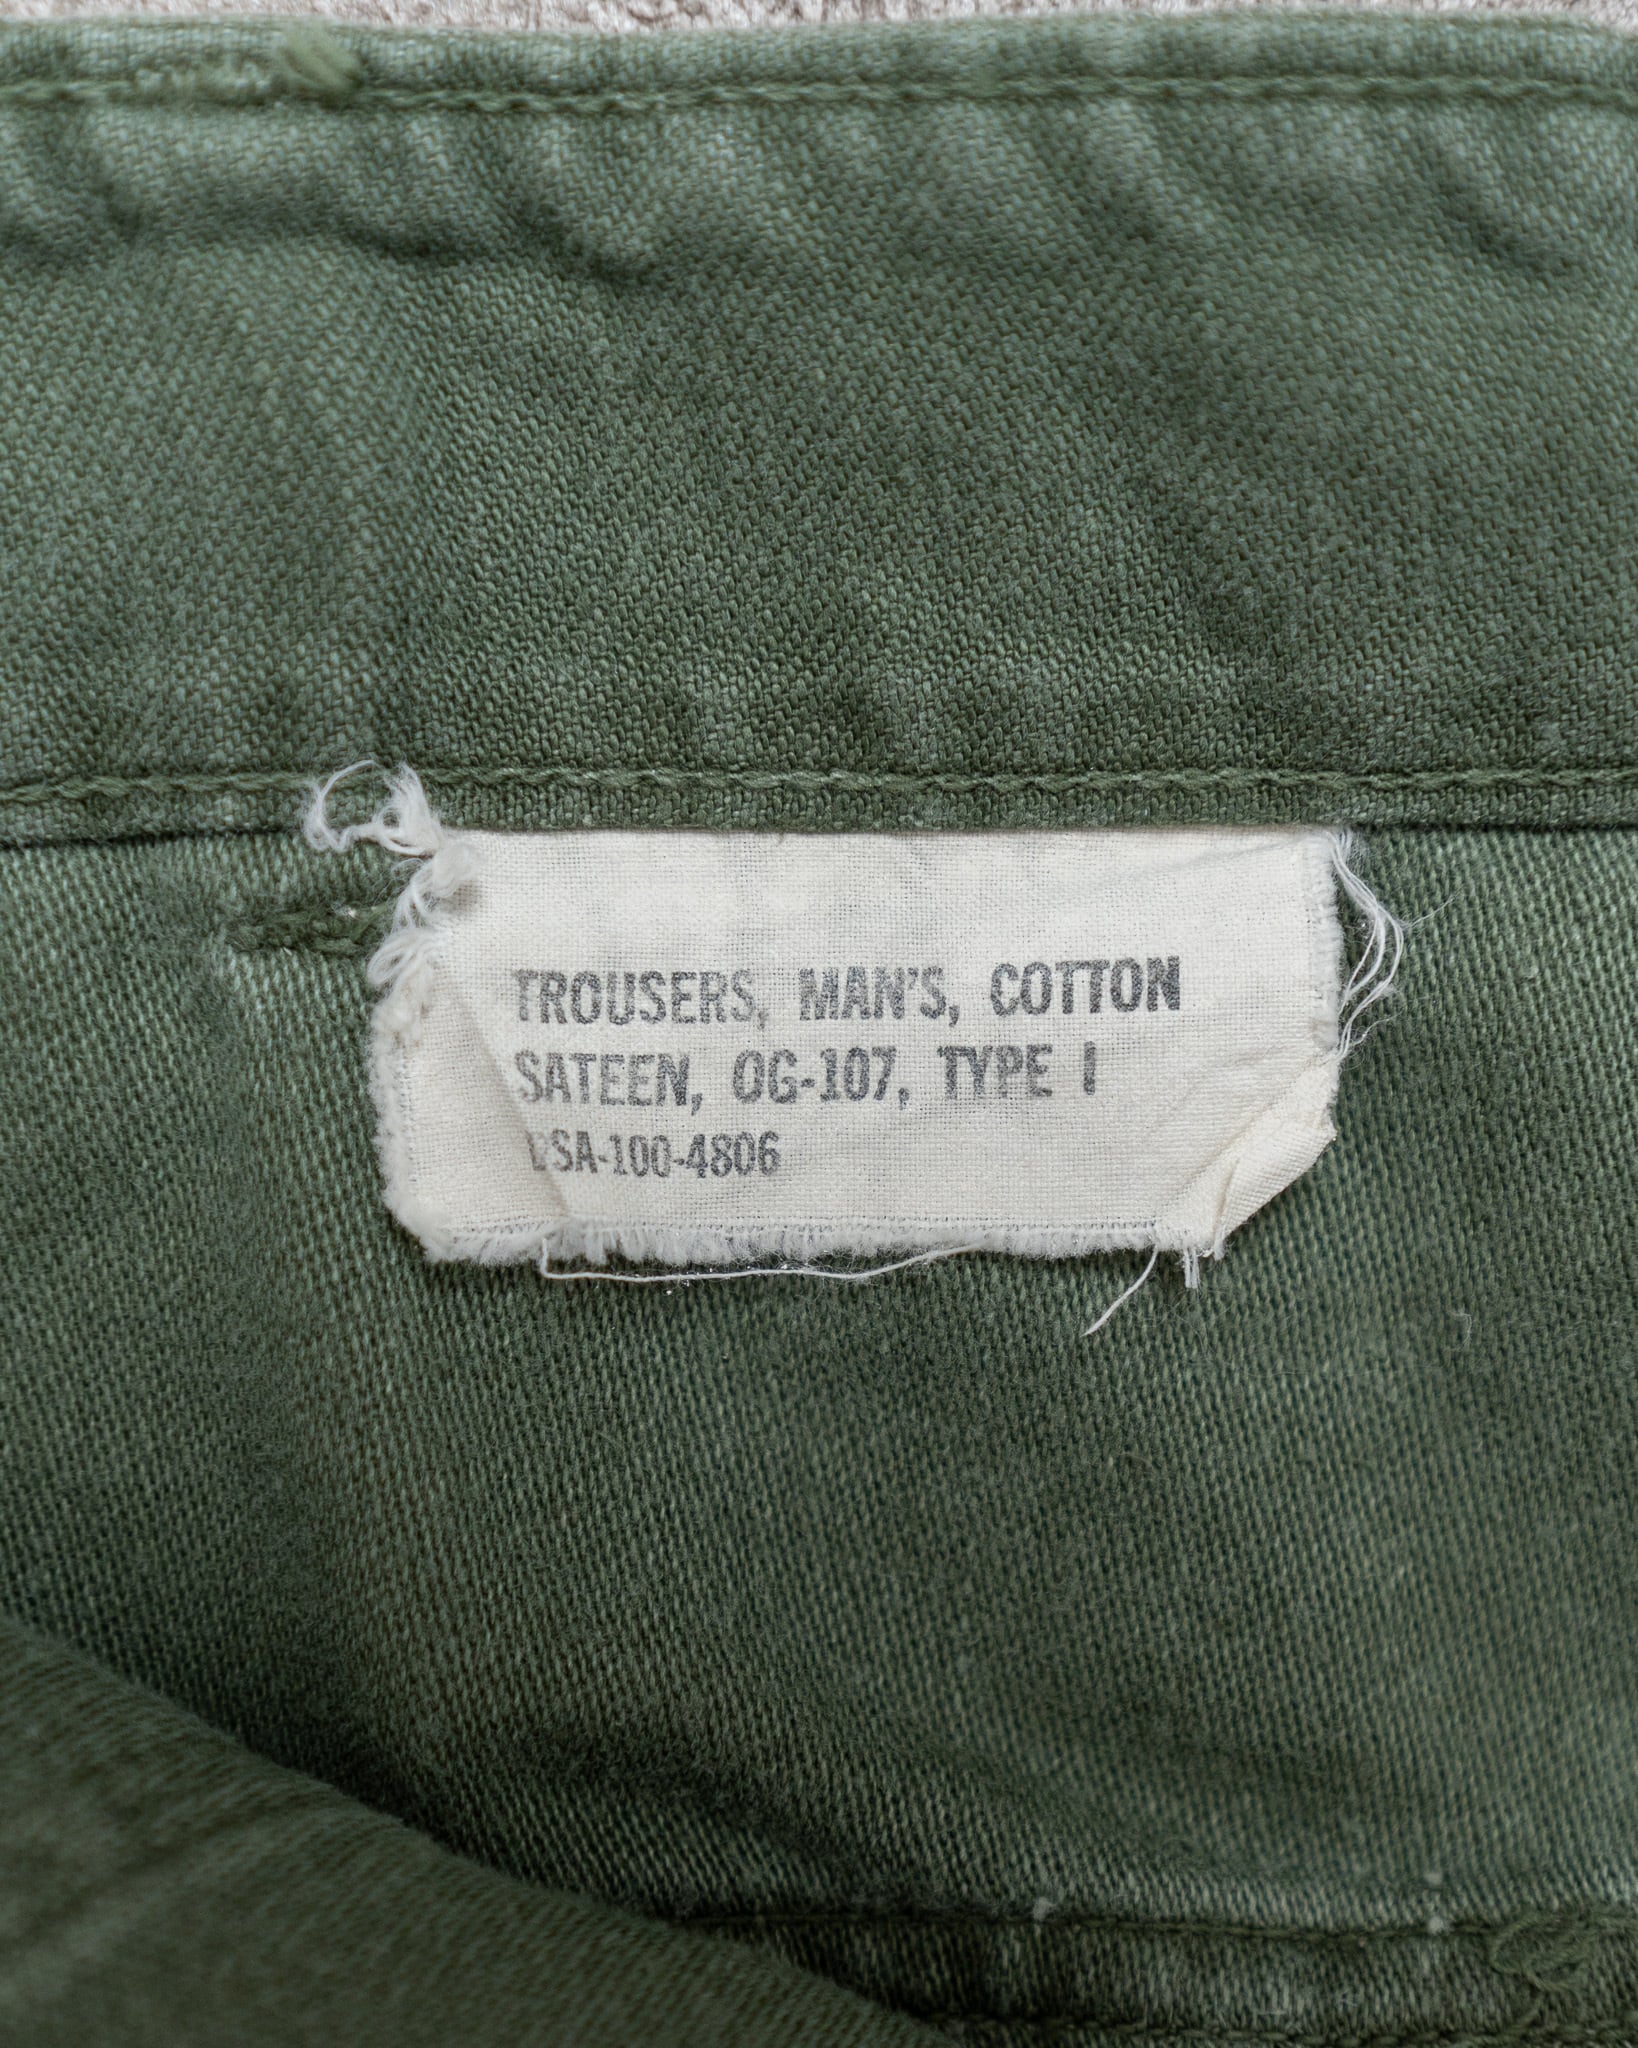 TROUSERS, MAN'S, COTTON
SATEEN, OG-107, TYPE I
DSA-100-4806